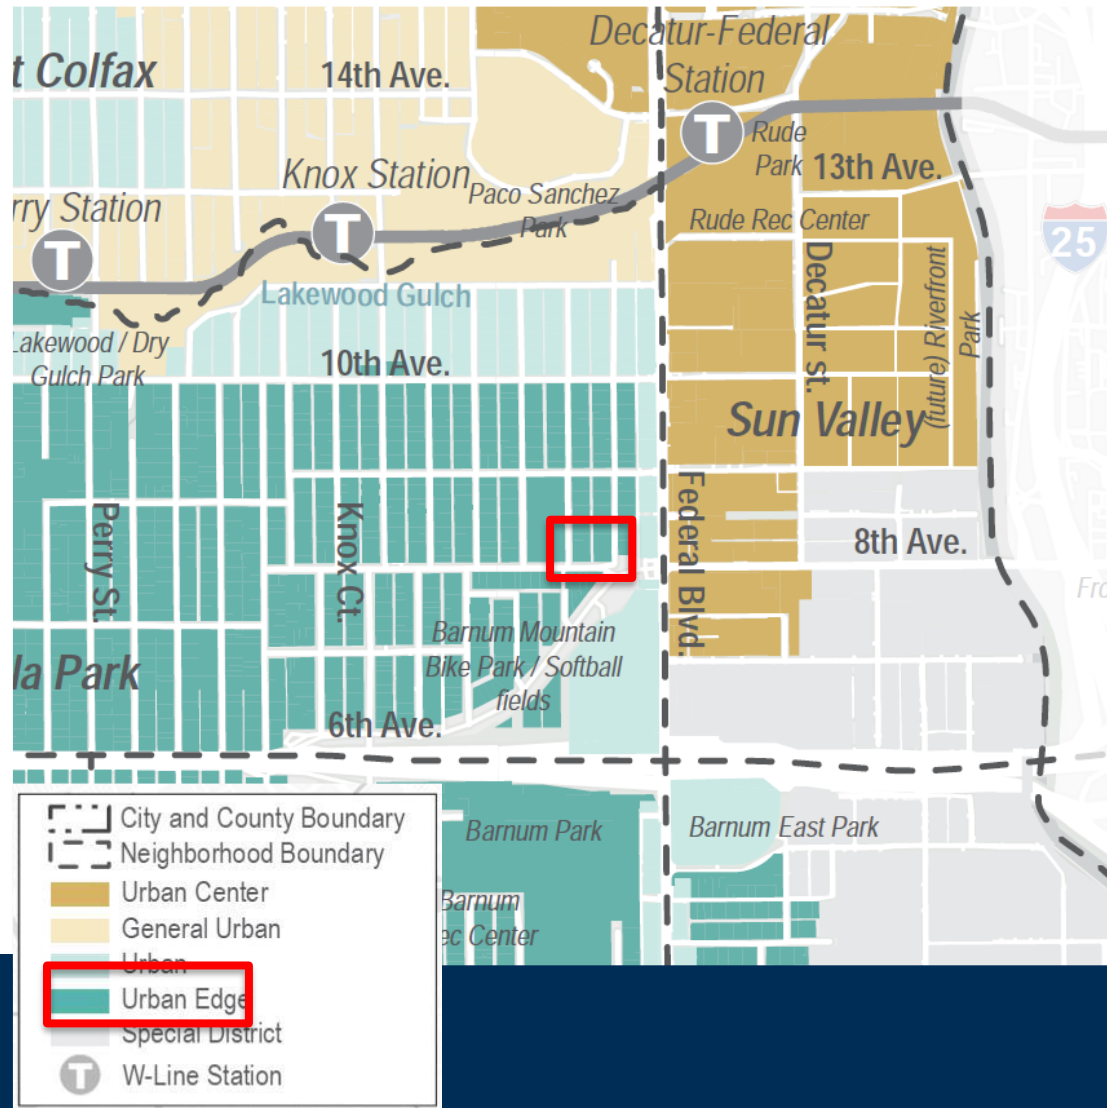 Decatur-Federal
Station
t Colfax
14th Ave.
Rude
Park
13th Ave.
Knox Station
Paco Sanchez
Park
rry Station
Rude Rec Center
25
Decatur st.
(future) Riverfront
Park
Lakewood Gulch
Lakewood / Dry
Gulch Park
10th Ave.
Sun Valley
Perry St.
Knox Ct.
Federal Blvd.
8th Ave.
Fro
Barnum Mountain
Bike Park / Softball
fields
la Park
6th Ave.
Barnum Park
Barnum East Park
Barnum
ec Center
City and County Boundary
Neighborhood Boundary
Urban Center
General Urban
Urban
Urban Edge
Special District
T W-Line Station
T
T
T